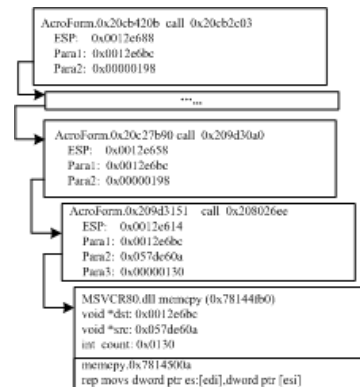 AcroForm.0x20cb420b call 0x20cb2c03
ESP: 0x0012e688
Para1: 0x0012e6bc
Para2: 0x00000198
......
AcroForm.0x20c27b90 call 0x209d30a0
ESP: 0x0012e658
Para1: 0x0012e6bc
Para2: 0x00000198
AcroForm.0x209d3151 call 0x208026ee
ESP: 0x0012e614
Para1: 0x0012e6bc
Para2: 0x057de60a
Para3: 0x00000130
MSVCR80.dll memcpy (0x78144fb0)
void *dst: 0x0012e6bc
void *src: 0x057de60a
int count: 0x0130
memcpy.0x7814500a
rep movs dword ptr es:[edi],dword ptr [esi]